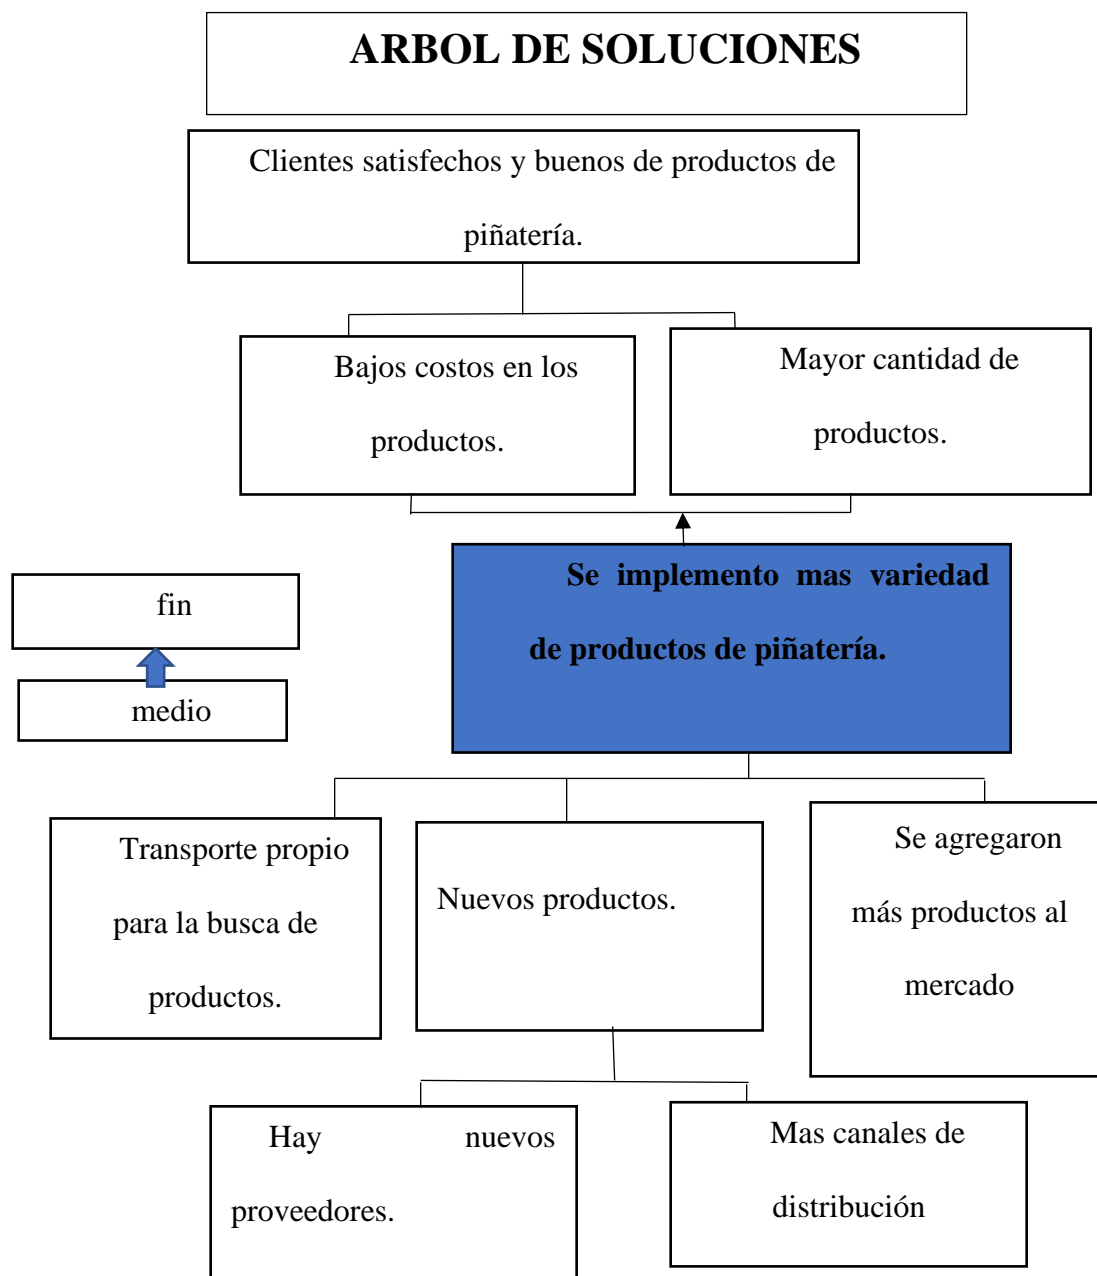 ARBOL DE SOLUCIONES
Clientes satisfechos y buenos de productos de
piñatería.
Bajos costos en los
productos.
Mayor cantidad de
productos.
Se implemento mas variedad
de productos de piñatería.
fin
medio
Transporte propio
para la busca de
productos.
Nuevos productos.
Se agregaron
más productos al
mercado
Hay nuevos
proveedores.
Mas canales de
distribución